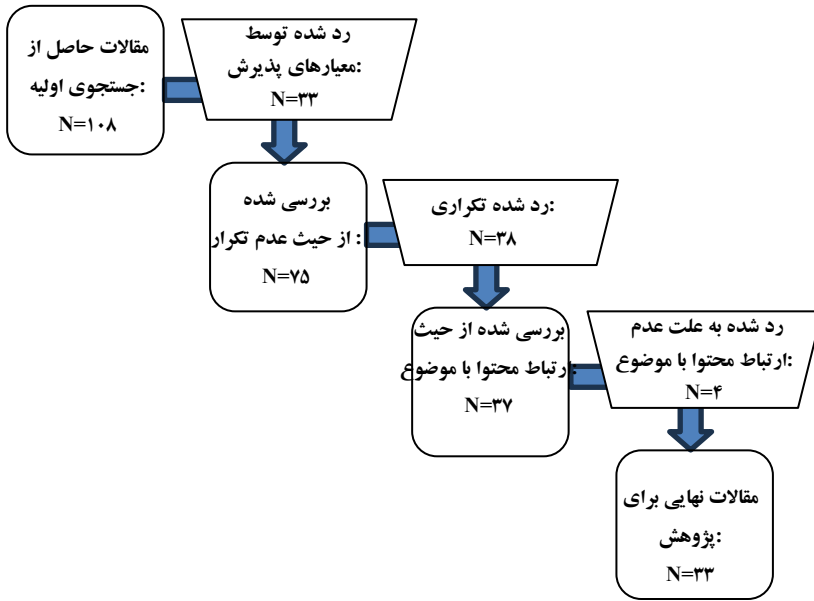 مقالات حاصل از
جستجوی اولیه:
N=۱۰۸
رد شده توسط
معیارهای پذیرش:
N=۳۳
بررسی شده
از حیث عدم تکرار:
N=۷۵
رد شده تکراری:
N=۳۸
بررسی شده از حیث
ارتباط محتوا با موضوع:
N=۳۷
رد شده به علت عدم
ارتباط محتوا با موضوع:
N=۴
مقالات نهایی برای
پژوهش:
N=۳۳